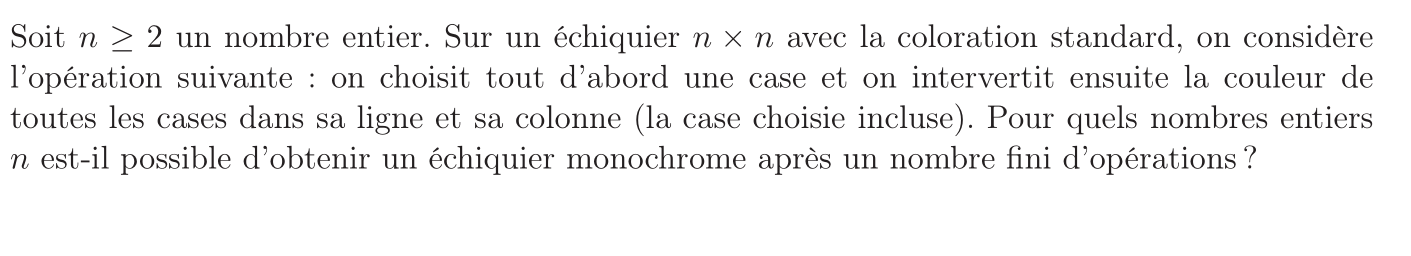 Soit n ≥ 2 un nombre entier. Sur un échiquier n × n avec la coloration standard, on considère
l'opération suivante : on choisit tout d'abord une case et on intervertit ensuite la couleur de
toutes les cases dans sa ligne et sa colonne (la case choisie incluse). Pour quels nombres entiers
n est-il possible d'obtenir un échiquier monochrome après un nombre fini d'opérations ?